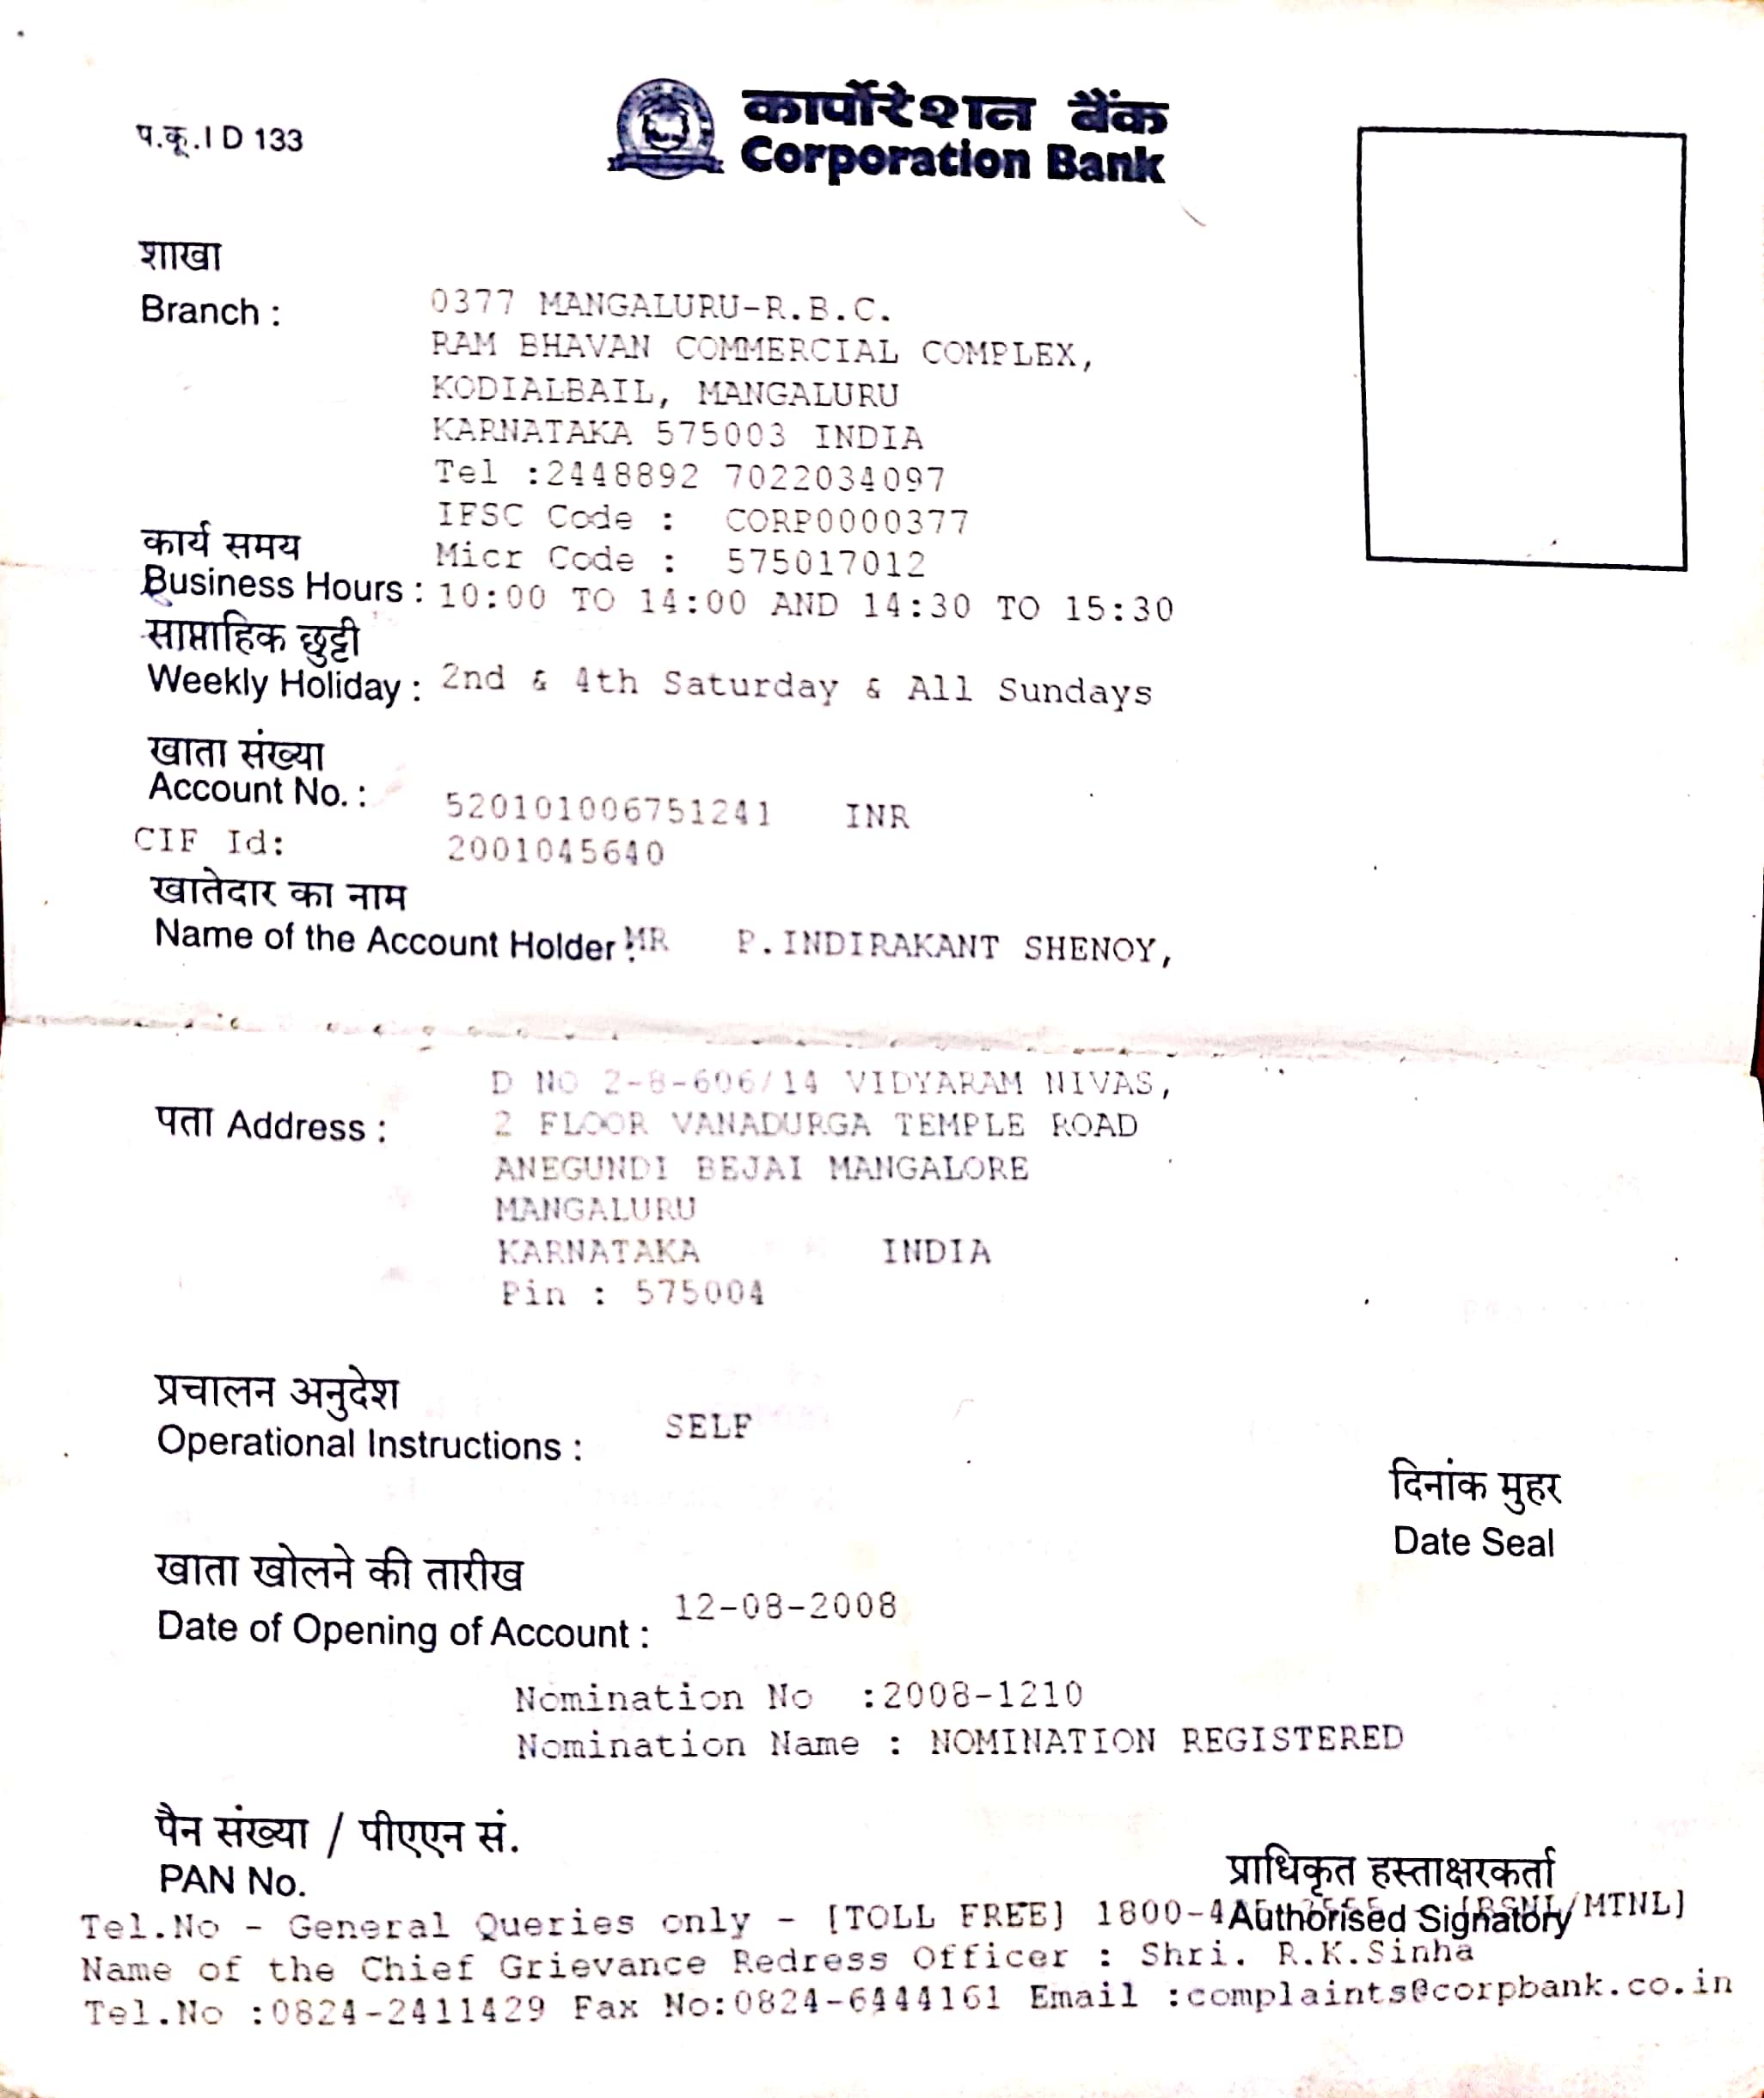 प.कू.I D 133
कार्पोरेशन बैंक
Corporation Bank
शाखा
Branch : 0377 MANGALURU-R.B.C.
RAM BHAVAN COMMERCIAL COMPLEX,
KODIALBAIL, MANGALURU
KARNATAKA 575003 INDIA
Tel :2448892 7022034097
IFSC Code : CORP0000377
कार्य समय
Micr Code : 575017012
Business Hours : 10:00 TO 14:00 AND 14:30 TO 15:30
साप्ताहिक छुट्टी
Weekly Holiday : 2nd & 4th Saturday & All Sundays
खाता संख्या
Account No. : 520101006751241 INR
CIF Id: 2001045640
खातेदार का नाम
Name of the Account Holder : MR P.INDIRAKANT SHENOY,
D NO 2-8-606/14 VIDYARAM NIVAS,
पता Address : 2 FLOOR VANADURGA TEMPLE ROAD
ANEGUNDI BEJAI MANGALORE
MANGALURU
KARNATAKA INDIA
Pin : 575004
प्रचालन अनुदेश
Operational Instructions : SELF
दिनांक मुहर
Date Seal
खाता खोलने की तारीख
Date of Opening of Account : 12-08-2008
Nomination No :2008-1210
Nomination Name : NOMINATION REGISTERED
पैन संख्या / पीएएन सं.
PAN No.
प्राधिकृत हस्ताक्षरकर्ता
Authorised Signatory
Tel.No - General Queries only - [TOLL FREE] 1800-4 [BSNL/MTNL]
Name of the Chief Grievance Redress Officer : Shri. R.K.Sinha
Tel.No :0824-2411429 Fax No:0824-6444161 Email :complaints@corpbank.co.in